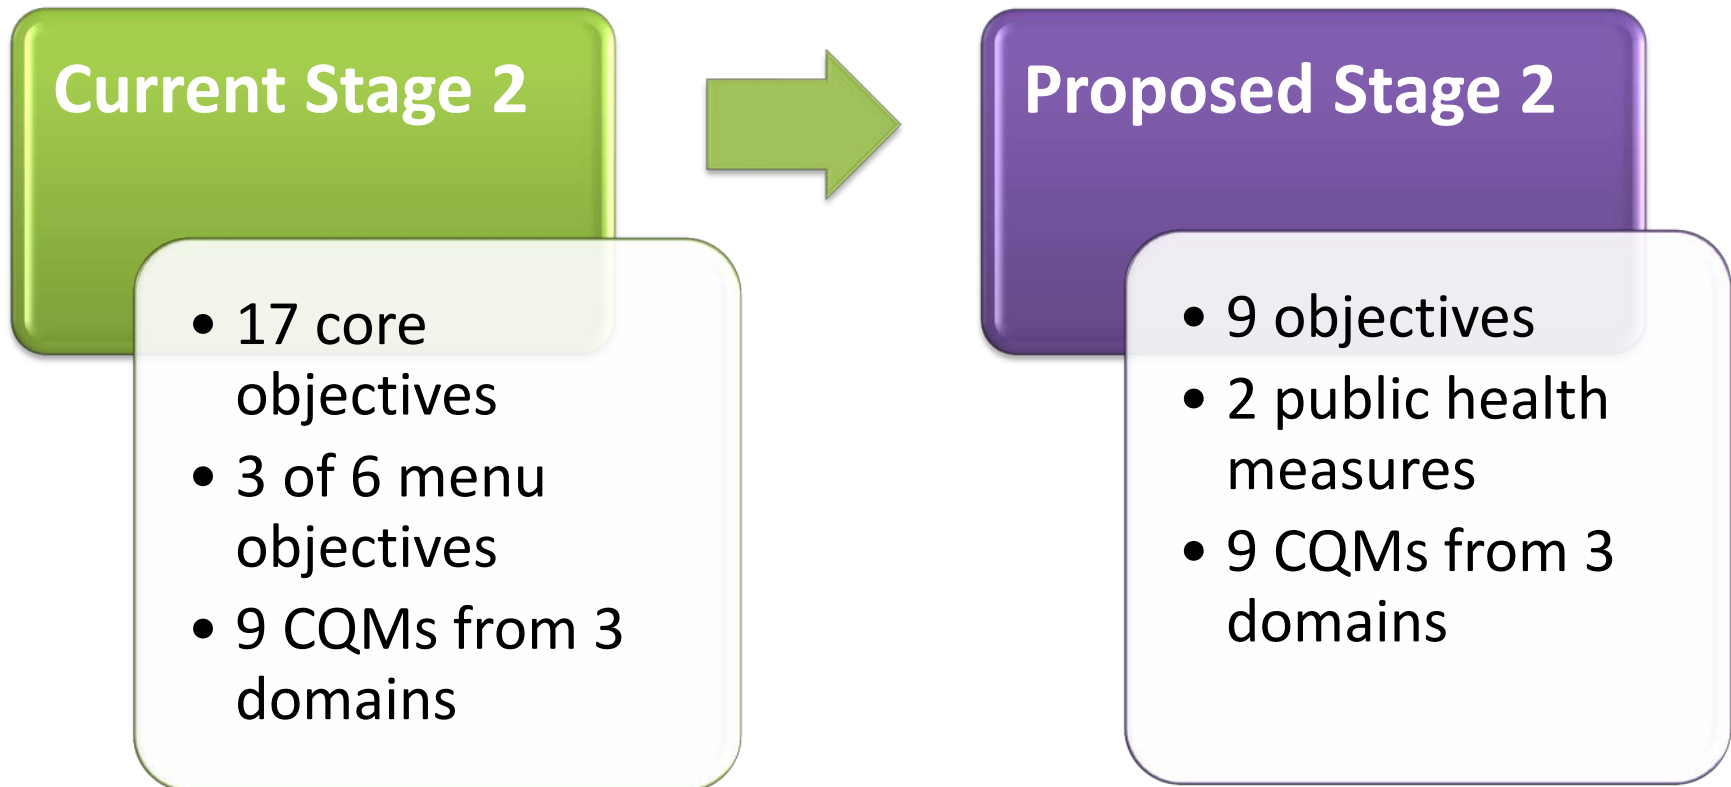 Current Stage 2
• 17 core
objectives
• 3 of 6 menu
objectives
• 9 CQMs from 3
domains
Proposed Stage 2
• 9 objectives
• 2 public health
measures
• 9 CQMs from 3
domains